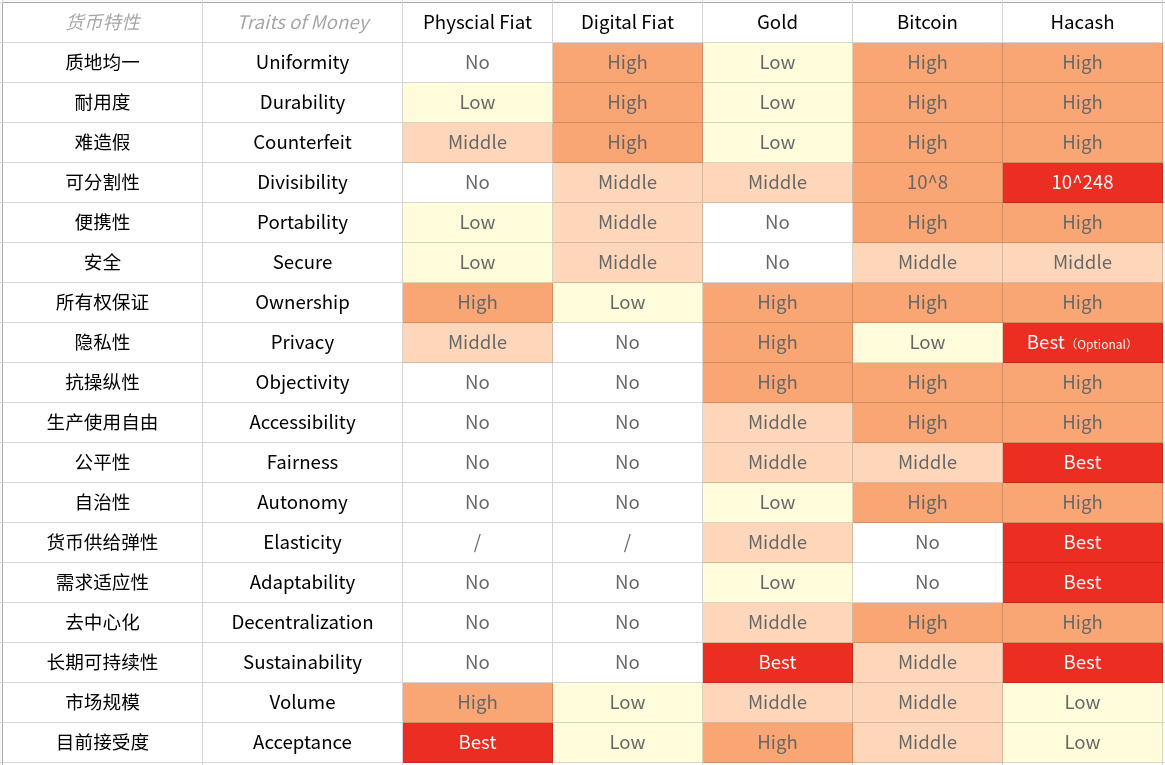 货币特性 Traits of Money Physcial Fiat Digital Fiat Gold Bitcoin Hacash
质地均一 Uniformity No High Low High High
耐用度 Durability Low High Low High High
难造假 Counterfeit Middle High Low High High
可分割性 Divisibility No Middle Middle 10^8 10^248
便携性 Portability Low Middle No High High
安全 Secure Low Middle No Middle Middle
所有权保证 Ownership High Low High High High
隐私性 Privacy Middle No High Low Best（Optional）
抗操纵性 Objectivity No No High High High
生产使用自由 Accessibility No No Middle High High
公平性 Fairness No No Middle Middle Best
自治性 Autonomy No No Low High High
货币供给弹性 Elasticity / / Middle No Best
需求适应性 Adaptability No No Low No Best
去中心化 Decentralization No No Middle High High
长期可持续性 Sustainability No No Best Middle Best
市场规模 Volume High Low Middle Middle Low
目前接受度 Acceptance Best Low High Middle Low